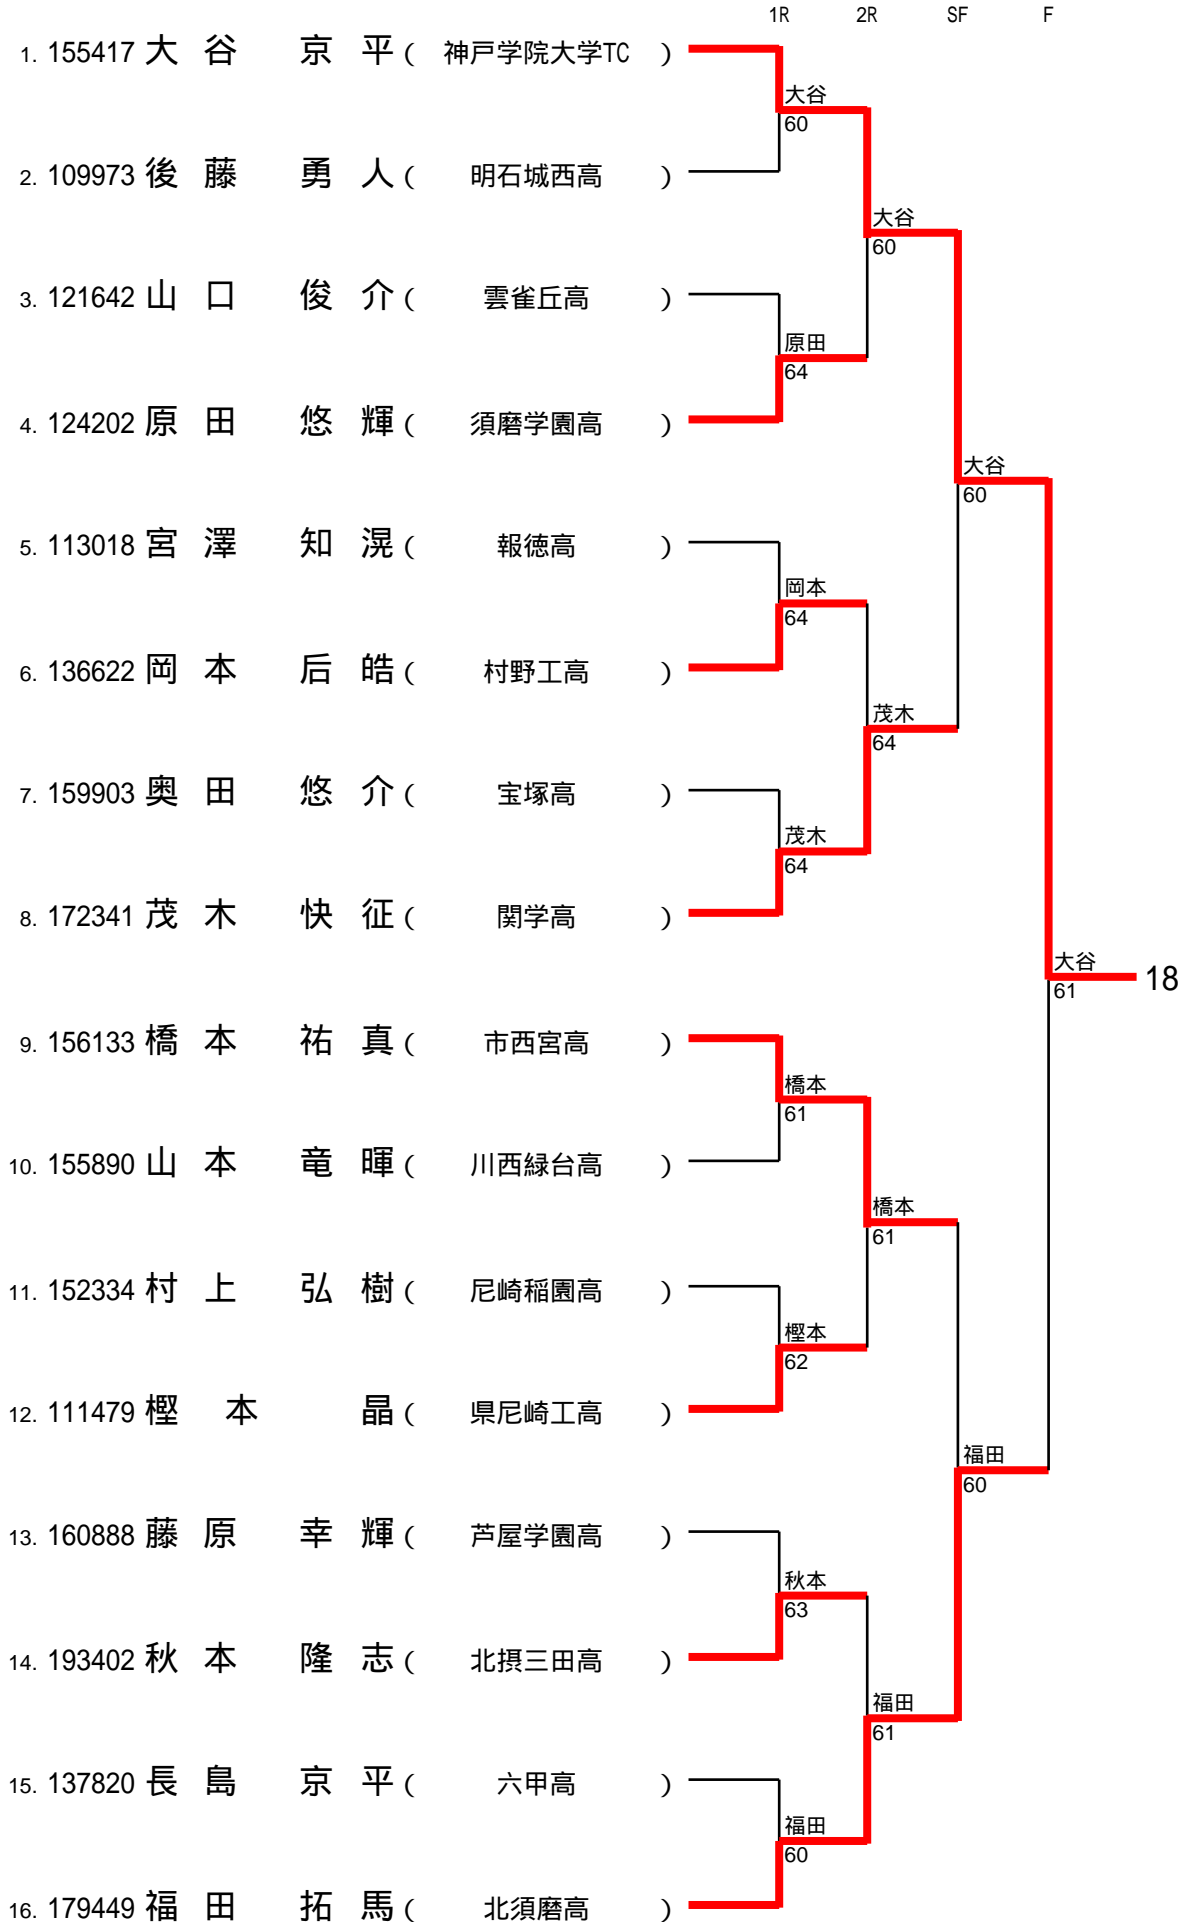 1R 2R SF F
1. 155417 大谷 京平 ( 神戸学院大学TC )
大谷
60
2. 109973 後藤 勇人 ( 明石城西高 )
大谷
60
3. 121642 山口 俊介 ( 雲雀丘高 )
原田
64
4. 124202 原田 悠輝 ( 須磨学園高 )
大谷
60
5. 113018 宮澤 知滉 ( 報徳高 )
岡本
64
6. 136622 岡本 后皓 ( 村野工高 )
茂木
64
7. 159903 奥田 悠介 ( 宝塚高 )
茂木
64
8. 172341 茂木 快征 ( 関学高 )
大谷
61
18
9. 156133 橋本 祐真 ( 市西宮高 )
橋本
61
10. 155890 山本 竜暉 ( 川西緑台高 )
橋本
61
11. 152334 村上 弘樹 ( 尼崎稲園高 )
樫本
62
12. 111479 樫本 晶 ( 県尼崎工高 )
福田
60
13. 160888 藤原 幸輝 ( 芦屋学園高 )
秋本
63
14. 193402 秋本 隆志 ( 北摂三田高 )
福田
61
15. 137820 長島 京平 ( 六甲高 )
福田
60
16. 179449 福田 拓馬 ( 北須磨高 )